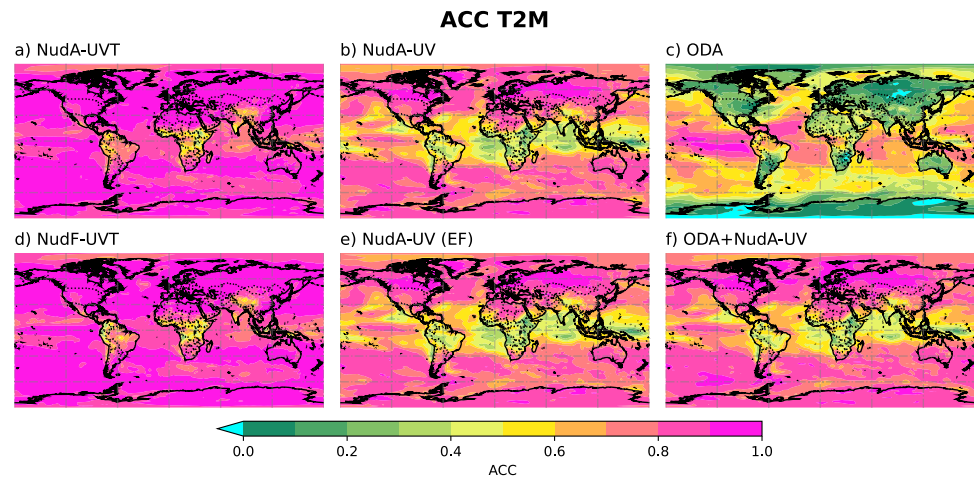 ACC T2M
a) NudA-UVT
b) NudA-UV
c) ODA
d) NudF-UVT
e) NudA-UV (EF)
f) ODA+NudA-UV
0.0 0.2 0.4 0.6 0.8 1.0
ACC